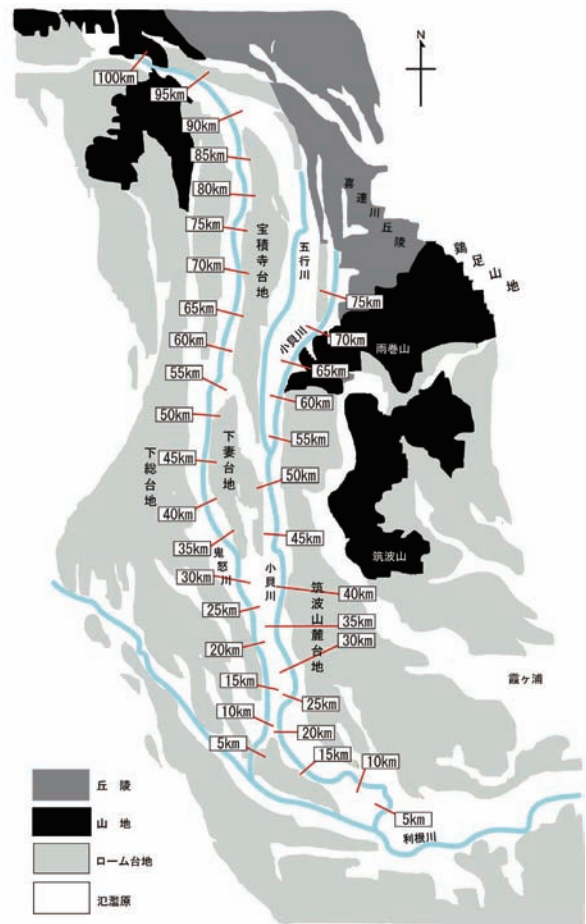 N
100km
95km
90km
85km
80km
75km
70km
65km
60km
55km
50km
45km
40km
35km
30km
25km
20km
15km
10km
5km
宝積寺台地
五行川
喜連川丘陵
鶏足山地
75km
70km
小貝川
雨巻山
65km
60km
55km
50km
45km
40km
35km
30km
25km
20km
15km
10km
5km
下総台地
下妻台地
鬼怒川
小貝川
筑波山麓台地
筑波山
霞ヶ浦
利根川
丘陵
山地
ローム台地
氾濫原